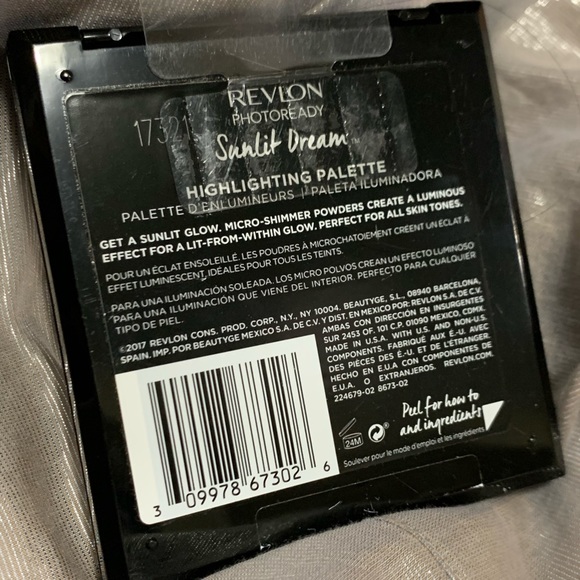 REVLON
PHOTOREADY
17321
Sunlit Dream™
HIGHLIGHTING PALETTE
PALETTE D'ENLUMINEURS | PALETA ILUMINADORA
GET A SUNLIT GLOW. MICRO-SHIMMER POWDERS CREATE A LUMINOUS
EFFECT FOR A LIT-FROM-WITHIN GLOW. PERFECT FOR ALL SKIN TONES.
POUR UN ÉCLAT ENSOLEILLÉ. LES POUDRES À MICROCHATOIEMENT CREENT UN ÉCLAT À
EFFET LUMINESCENT, IDÉALES POUR TOUS LES TEINTS.
PARA UNA ILUMINACIÓN SOLEADA. LOS MICRO POLVOS CREAN UN EFECTO LUMINOSO
PARA UNA ILUMINACIÓN QUE VIENE DEL INTERIOR. PERFECTO PARA CUALQUIER
TIPO DE PIEL.
©2017 REVLON CONS. PROD. CORP., N.Y., NY 10004. BEAUTYGE, S.L., 08940 BARCELONA,
SPAIN. IMP. POR BEAUTYGE MEXICO S.A. DE C.V. Y DIST. EN MEXICO POR: REVLON S.A. DE C.V.
AMBAS CON DIRECCIÓN EN INSURGENTES
SUR 2453 OF. 101 C.P. 01090 MEXICO, CDMX.
MADE IN U.S.A. WITH U.S. AND NON-U.S.
COMPONENTS. FABRIQUÉ AUX É.-U. AVEC
DES PIÈCES DES É.-U. ET DE L'ÉTRANGER.
HECHO EN E.U.A CON COMPONENTES DE
E.U.A. O EXTRANJEROS. REVLON.COM.
224679-02 8673-02
24M
Peel for how to
and ingredients
Soulever pour le mode d'emploi et les ingrédients
3 09978 67302 6